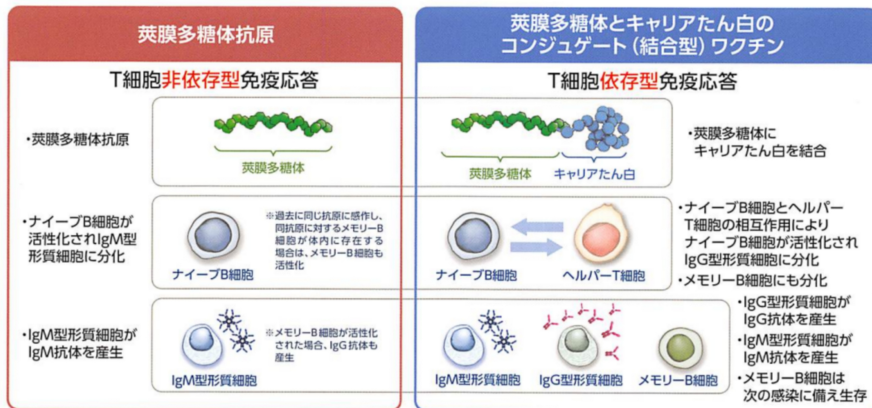 莢膜多糖体抗原
T細胞非依存型免疫応答
・莢膜多糖体抗原
莢膜多糖体
・ナイーブB細胞が
活性化されIgM型
形質細胞に分化
ナイーブB細胞
※過去に同じ抗原に感作し、
同抗原に対するメモリーB
細胞が体内に存在する
場合は、メモリーB細胞も
活性化
・IgM型形質細胞が
IgM抗体を産生
IgM型形質細胞
※メモリーB細胞が活性化
された場合、IgG抗体も
産生
莢膜多糖体とキャリアたん白の
コンジュゲート（結合型）ワクチン
T細胞依存型免疫応答
莢膜多糖体
キャリアたん白
・莢膜多糖体に
キャリアたん白を結合
ナイーブB細胞
ヘルパーT細胞
・ナイーブB細胞とヘルパー
T細胞の相互作用により
ナイーブB細胞が活性化され
IgG型形質細胞に分化
・メモリーB細胞にも分化
IgM型形質細胞
IgG型形質細胞
メモリーB細胞
・IgG型形質細胞が
IgG抗体を産生
・IgM型形質細胞が
IgM抗体を産生
・メモリーB細胞は
次の感染に備え生存